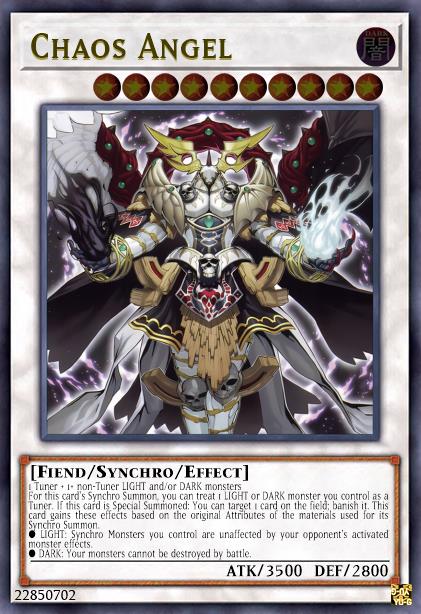 CHAOS ANGEL
DARK
闇
[FIEND/SYNCHRO/EFFECT]
1 Tuner + 1+ non-Tuner LIGHT and/or DARK monsters
For this card's Synchro Summon, you can treat 1 LIGHT or DARK monster you control as a
Tuner. If this card is Special Summoned: You can target 1 card on the field; banish it. This
card gains these effects based on the original Attributes of the materials used for its
Synchro Summon.
● LIGHT: Synchro Monsters you control are unaffected by your opponent's activated
monster effects.
● DARK: Your monsters cannot be destroyed by battle.
ATK/3500 DEF/2800
22850702